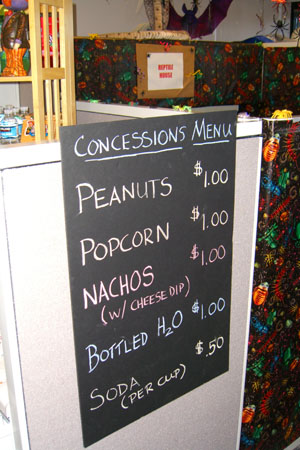 REPTILE
HOUSE
CONCESSIONS MENU
PEANUTS $1.00
POPCORN $1.00
NACHOS $1.00
(W/ CHEESE DIP)
BOTTLED H2O $1.00
SODA $.50
(PER CUP)